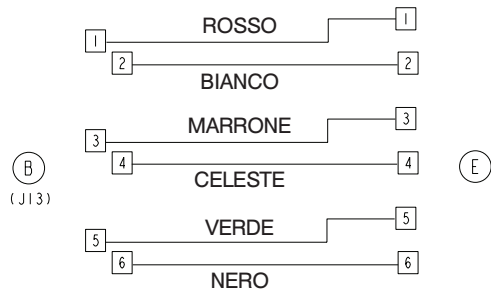 ROSSO
1 1
2 2
BIANCO
MARRONE
3 3
4 4
CELESTE
B E
(J13)
VERDE
5 5
6 6
NERO